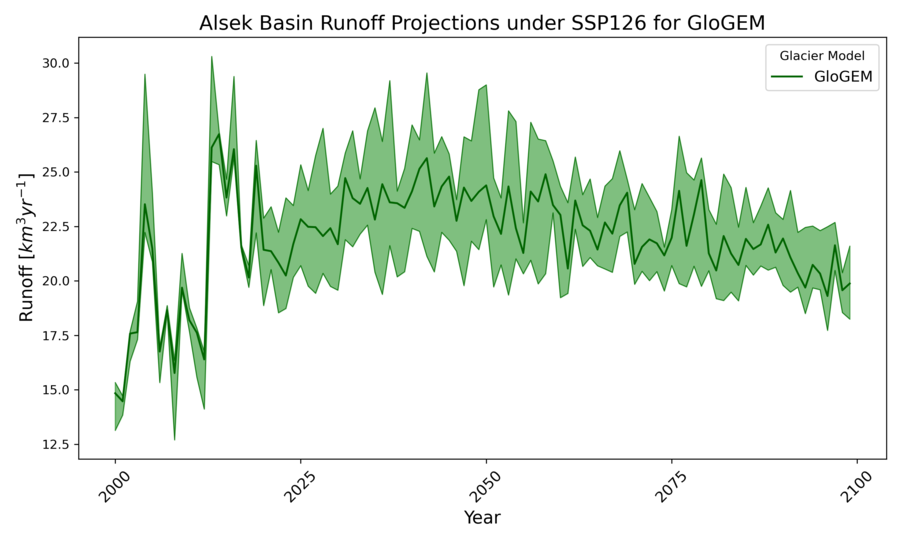 Alsek Basin Runoff Projections under SSP126 for GloGEM
Glacier Model
GloGEM
Runoff [km³yr⁻¹]
30.0
27.5
25.0
22.5
20.0
17.5
15.0
12.5
2000
2025
2050
2075
2100
Year